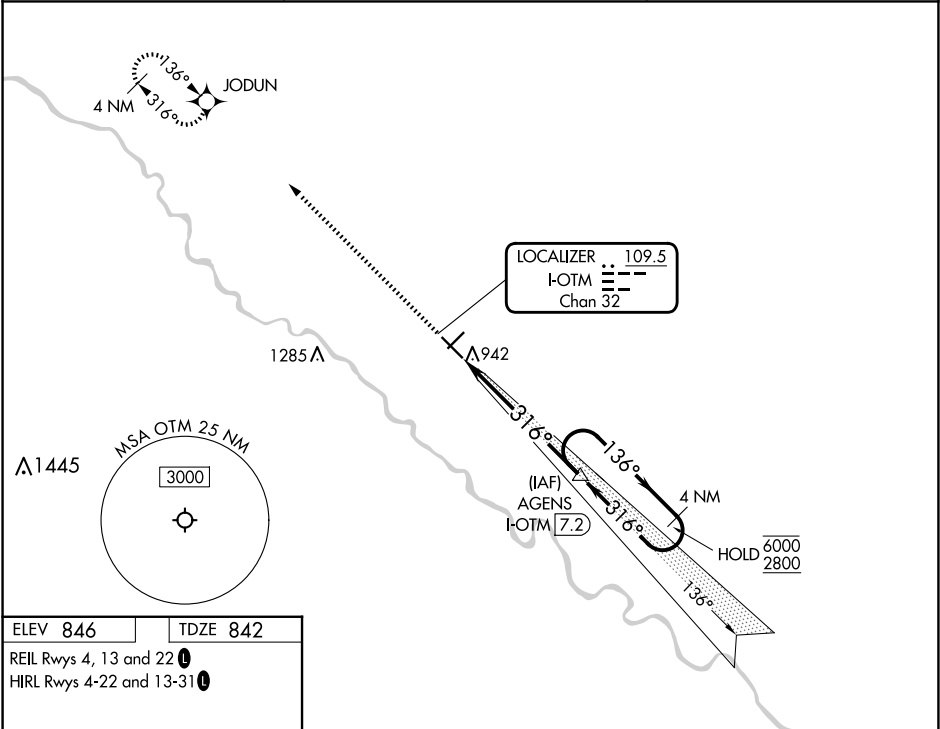 136°
JODUN
4 NM
316°
LOCALIZER 109.5
I-OTM
Chan 32
1285
942
MSA OTM 25 NM
1445
3000
316°
136°
(IAF)
AGENS
I-OTM 7.2
4 NM
316°
HOLD 6000
2800
136°
ELEV 846
TDZE 842
REIL Rwys 4, 13 and 22 L
HIRL Rwys 4-22 and 13-31 L